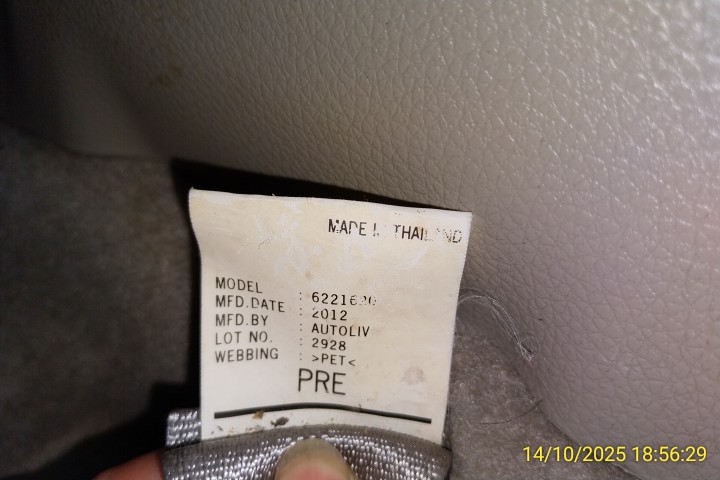 MADE IN THAILAND
MODEL :
MFD.DATE : 2012
MFD.BY : AUTOLIV
LOT NO. : 2928
WEBBING : >PET<
PRE
14/10/2025 18:56:29